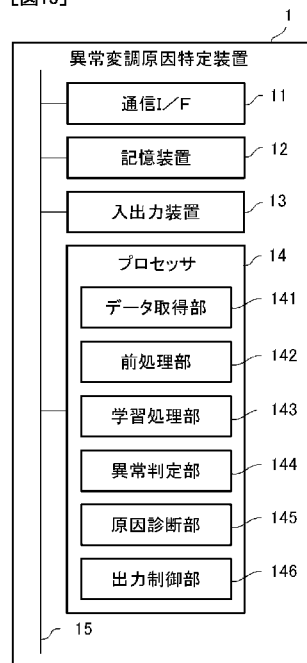 1
異常変調原因特定装置
通信I/F
11
記憶装置
12
入出力装置
13
プロセッサ
14
データ取得部
141
前処理部
142
学習処理部
143
異常判定部
144
原因診断部
145
出力制御部
146
15